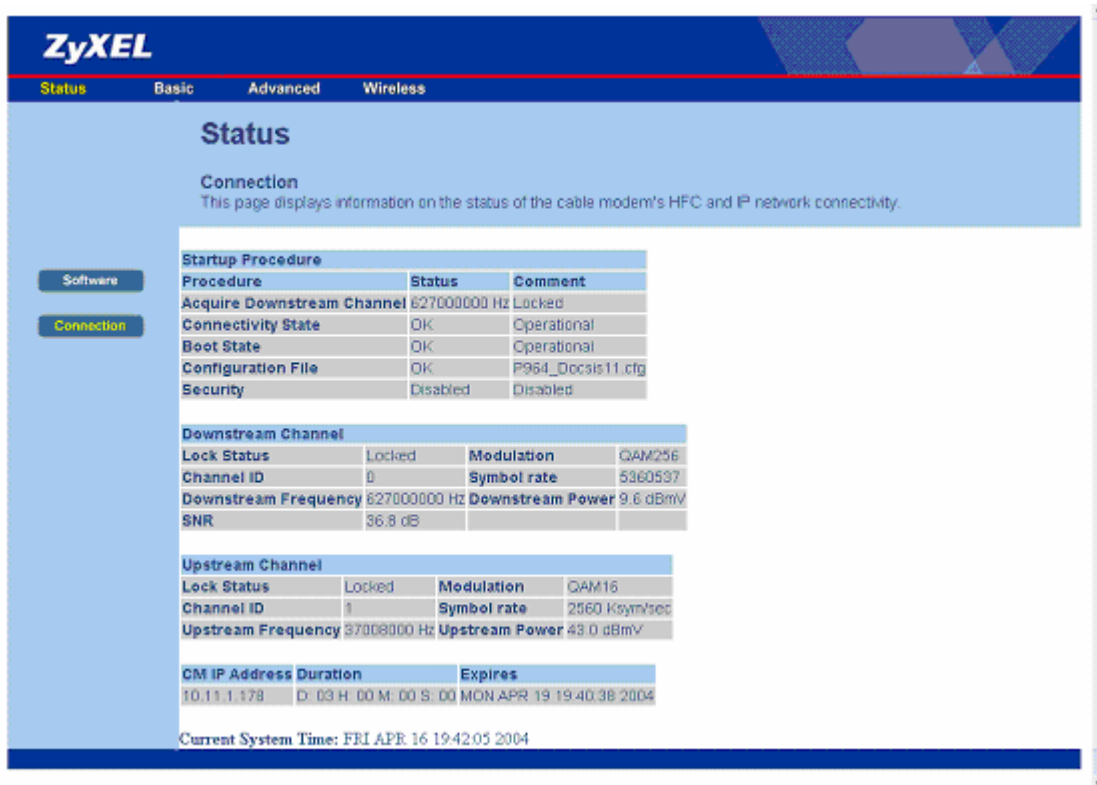 ZyXEL
Status Basic Advanced Wireless
Status
Connection
This page displays information on the status of the cable modem's HFC and IP network connectivity.
Software
Connection
Startup Procedure
Procedure Status Comment
Acquire Downstream Channel 627000000 Hz Locked
Connectivity State OK Operational
Boot State OK Operational
Configuration File OK P964_Docsis11.cfg
Security Disabled Disabled
Downstream Channel
Lock Status Locked Modulation QAM256
Channel ID 0 Symbol rate 5360537
Downstream Frequency 627000000 Hz Downstream Power 9.6 dBmV
SNR 36.8 dB
Upstream Channel
Lock Status Locked Modulation QAM16
Channel ID 1 Symbol rate 2560 Ksym/sec
Upstream Frequency 37008000 Hz Upstream Power 43.0 dBmV
CM IP Address Duration Expires
10.11.1.178 D: 03 H: 00 M: 00 S: 00 MON APR 19 19:40:38 2004
Current System Time: FRI APR 16 19:42:05 2004